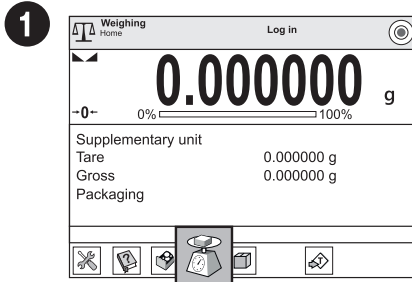 1
Weighing
Home
Log in
0.000000 g
→0←
0% 100%
Supplementary unit
Tare 0.000000 g
Gross 0.000000 g
Packaging